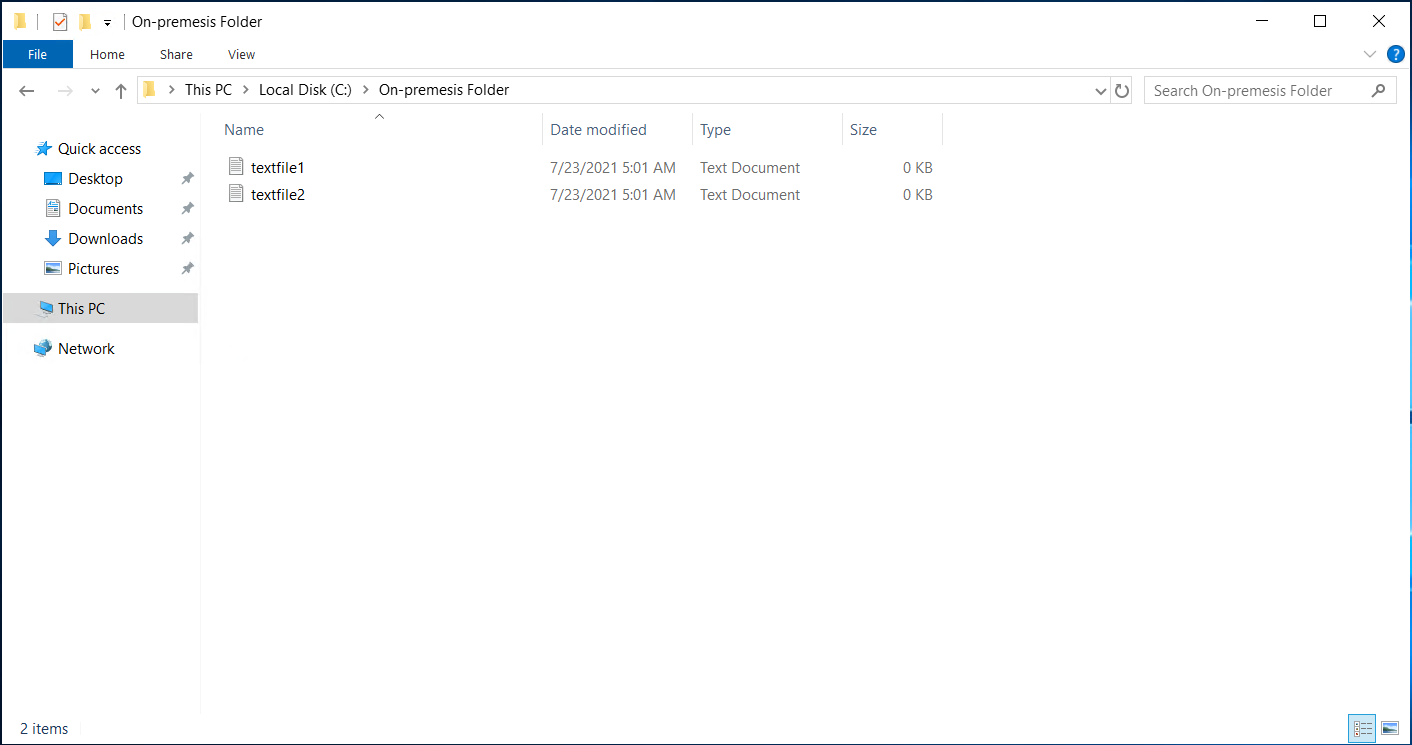 On-premesis Folder
File Home Share View
?
This PC Local Disk (C:) On-premesis Folder
Search On-premesis Folder
Name Date modified Type Size
Quick access
Desktop
Documents
Downloads
Pictures
This PC
Network
textfile1 7/23/2021 5:01 AM Text Document 0 KB
textfile2 7/23/2021 5:01 AM Text Document 0 KB
2 items